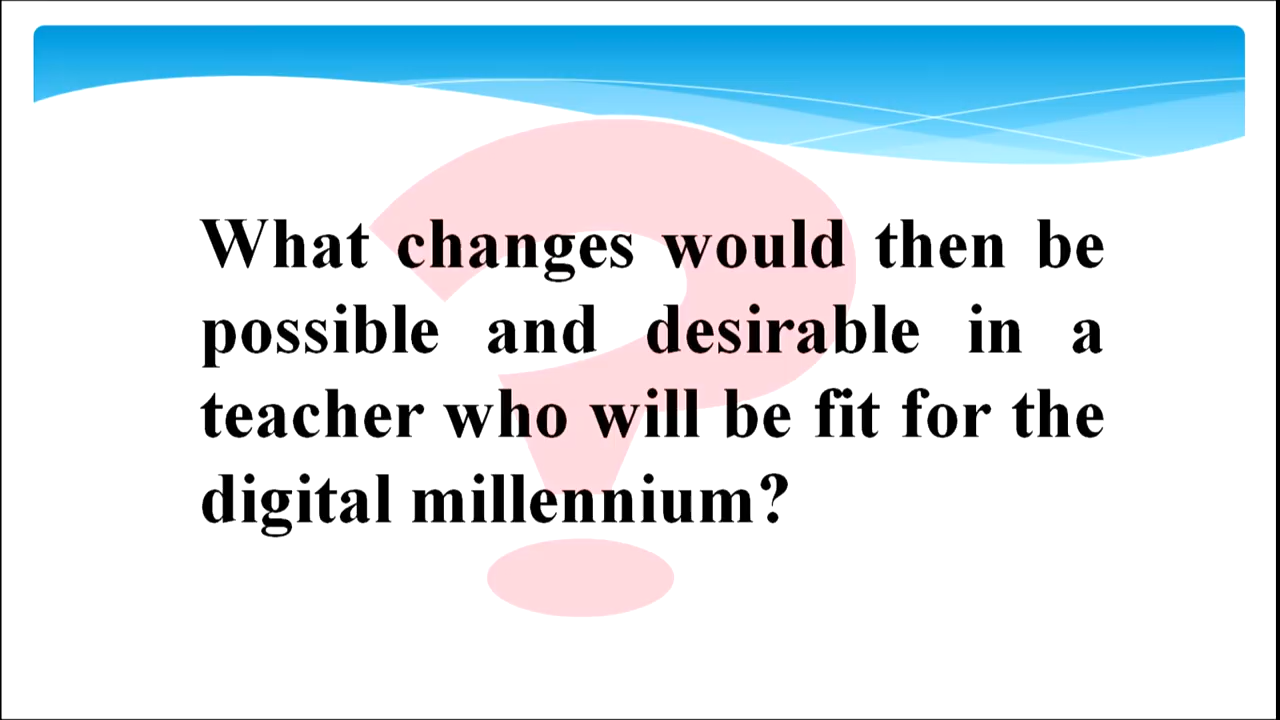 What changes would then be
possible and desirable in a
teacher who will be fit for the
digital millennium?